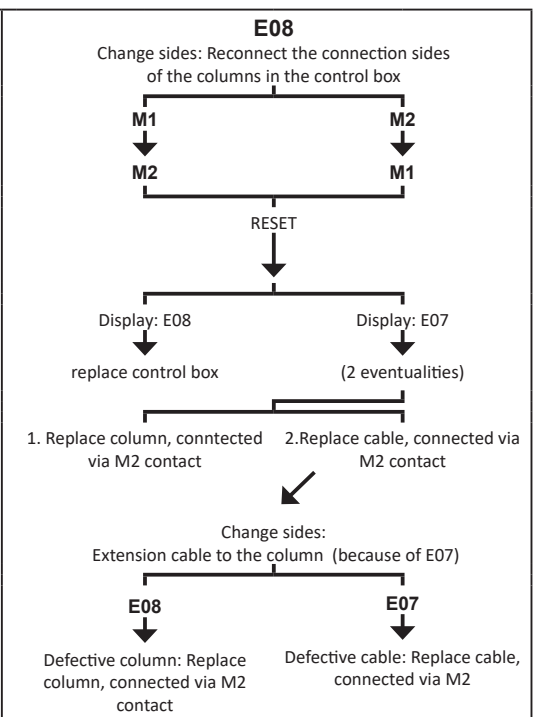 E08
Change sides: Reconnect the connection sides
of the columns in the control box
M1 M2
M2 M1
RESET
Display: E08 Display: E07
replace control box (2 eventualities)
1. Replace column, conntected 2.Replace cable, connected via
via M2 contact M2 contact
Change sides:
Extension cable to the column (because of E07)
E08 E07
Defective column: Replace Defective cable: Replace cable,
column, connected via M2 connected via M2
contact